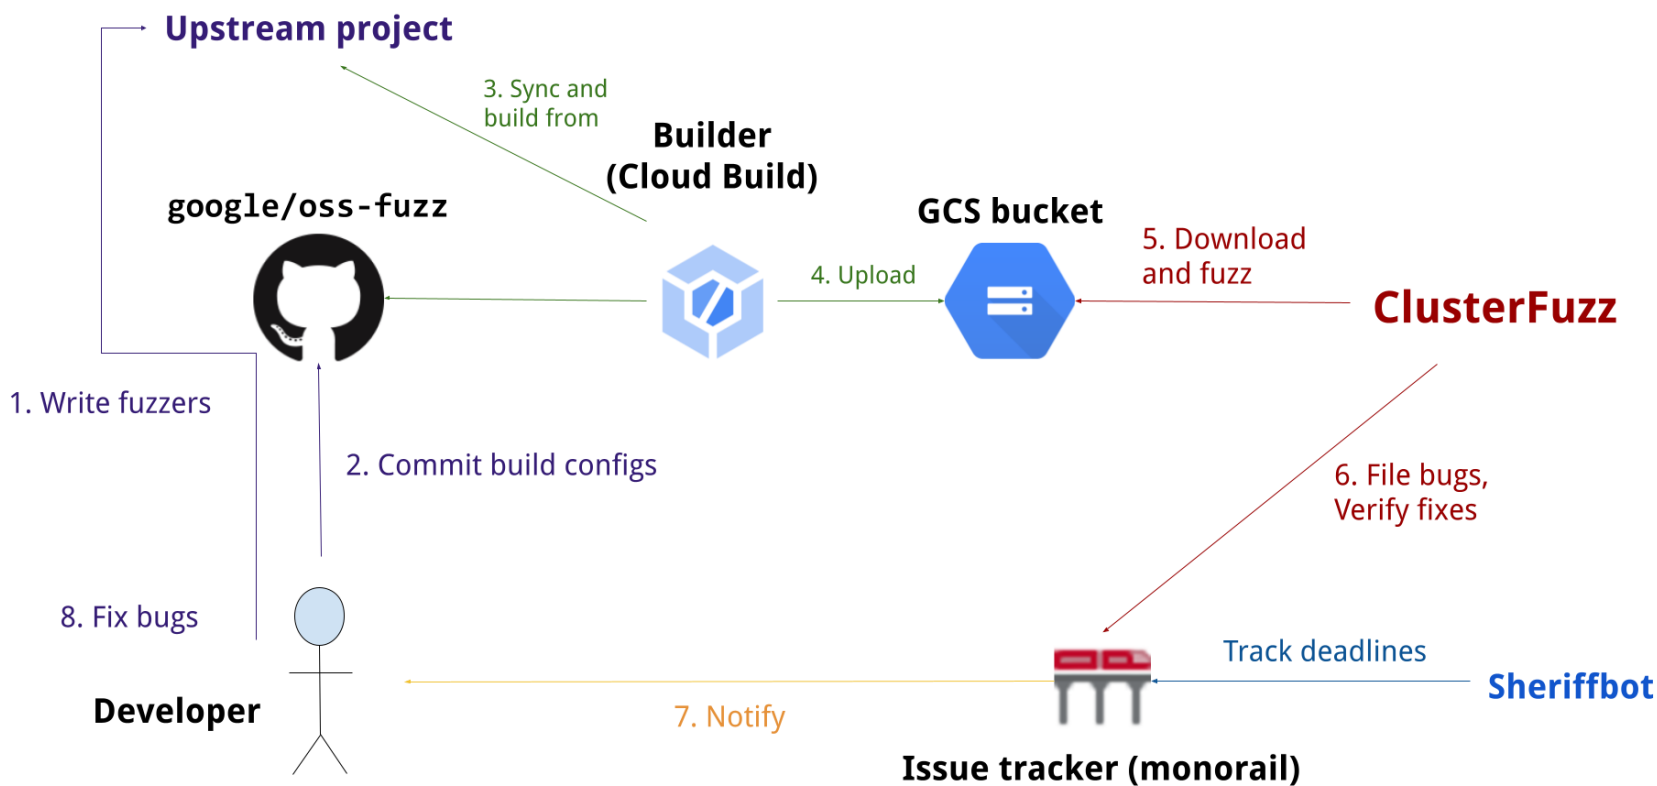 Upstream project
3. Sync and
build from
Builder
(Cloud Build)
google/oss-fuzz
GCS bucket
4. Upload
5. Download
and fuzz
ClusterFuzz
1. Write fuzzers
2. Commit build configs
6. File bugs,
Verify fixes
8. Fix bugs
Developer
7. Notify
Track deadlines
Sheriffbot
Issue tracker (monorail)